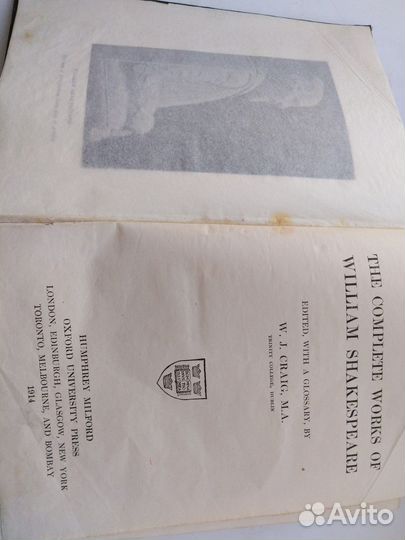 THE COMPLETE WORKS OF
WILLIAM SHAKESPEARE
EDITED, WITH A GLOSSARY, BY
W. J. CRAIG, M.A.
TRINITY COLLEGE, DUBLIN
HUMPHREY MILFORD
OXFORD UNIVERSITY PRESS
LONDON, EDINBURGH, GLASGOW, NEW YORK
TORONTO, MELBOURNE, AND BOMBAY
1914
Avito